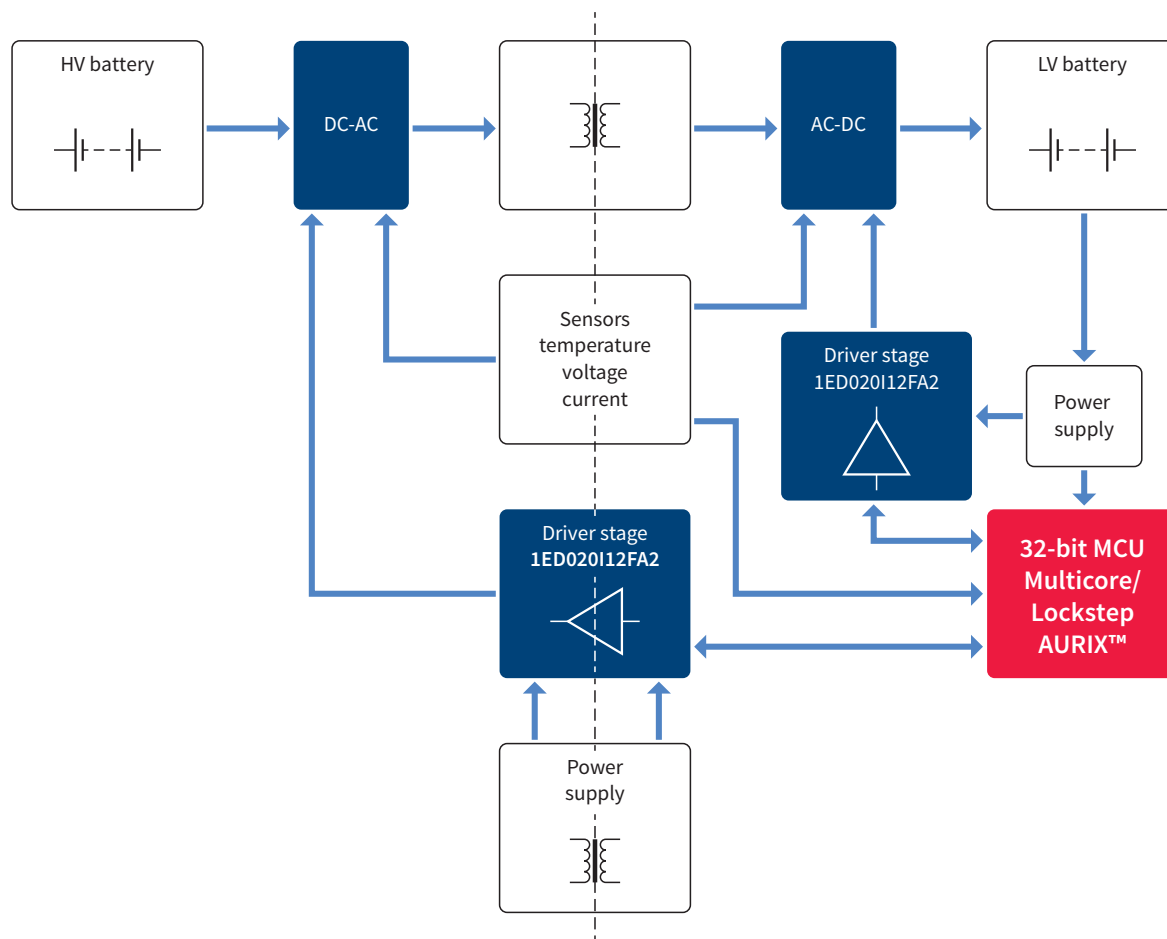 HV battery
DC-AC
AC-DC
LV battery
Sensors
temperature
voltage
current
Driver stage
1ED020I12FA2
Power
supply
Driver stage
1ED020I12FA2
32-bit MCU
Multicore/
Lockstep
AURIX™
Power
supply